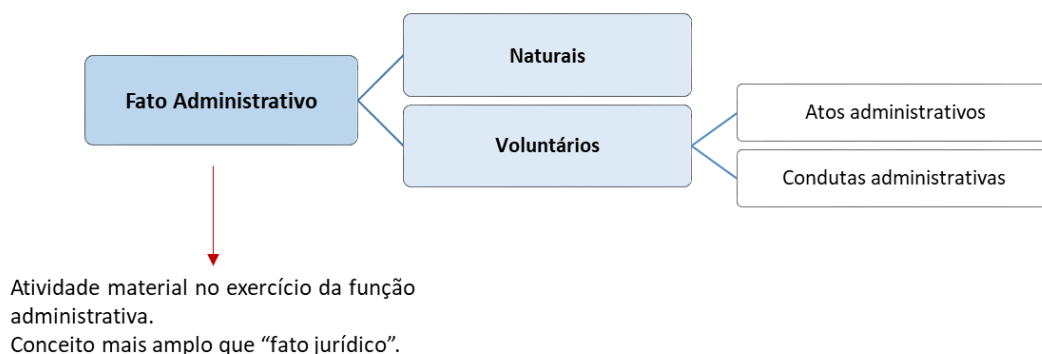 Naturais
Fato Administrativo
Voluntários
Atos administrativos
Condutas administrativas
Atividade material no exercício da função
administrativa.
Conceito mais amplo que “fato jurídico”.